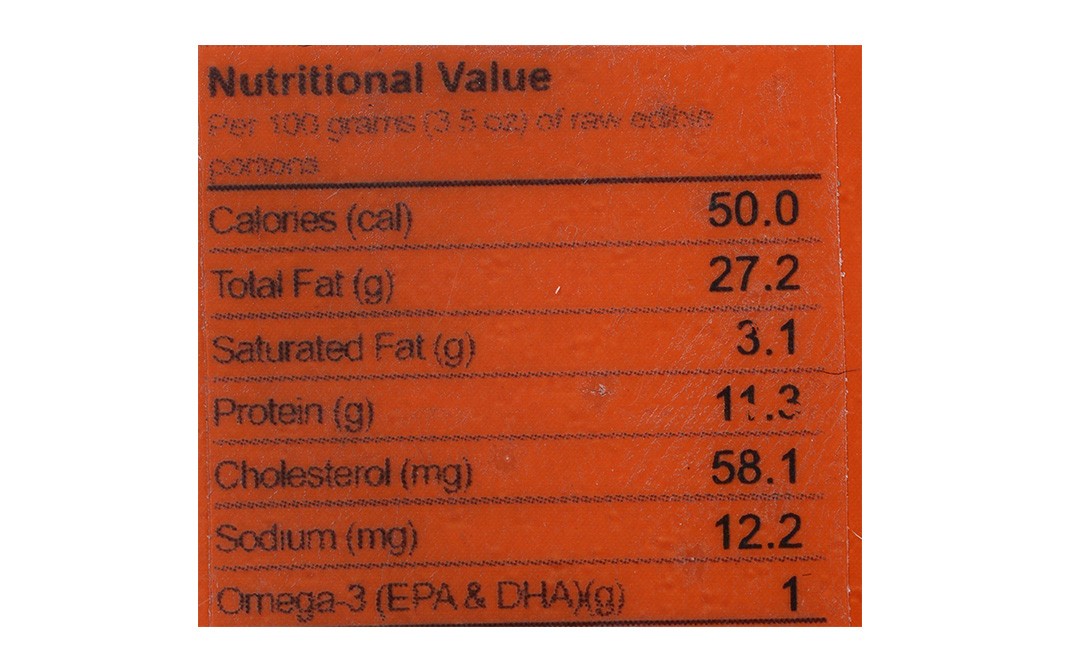 Nutritional Value
Per 100 grams (3.5 oz) of raw edible
portions
Calories (cal) 50.0
Total Fat (g) 27.2
Saturated Fat (g) 3.1
Protein (g) 11.3
Cholesterol (mg) 58.1
Sodium (mg) 12.2
Omega-3 (EPA & DHA)(g) 1